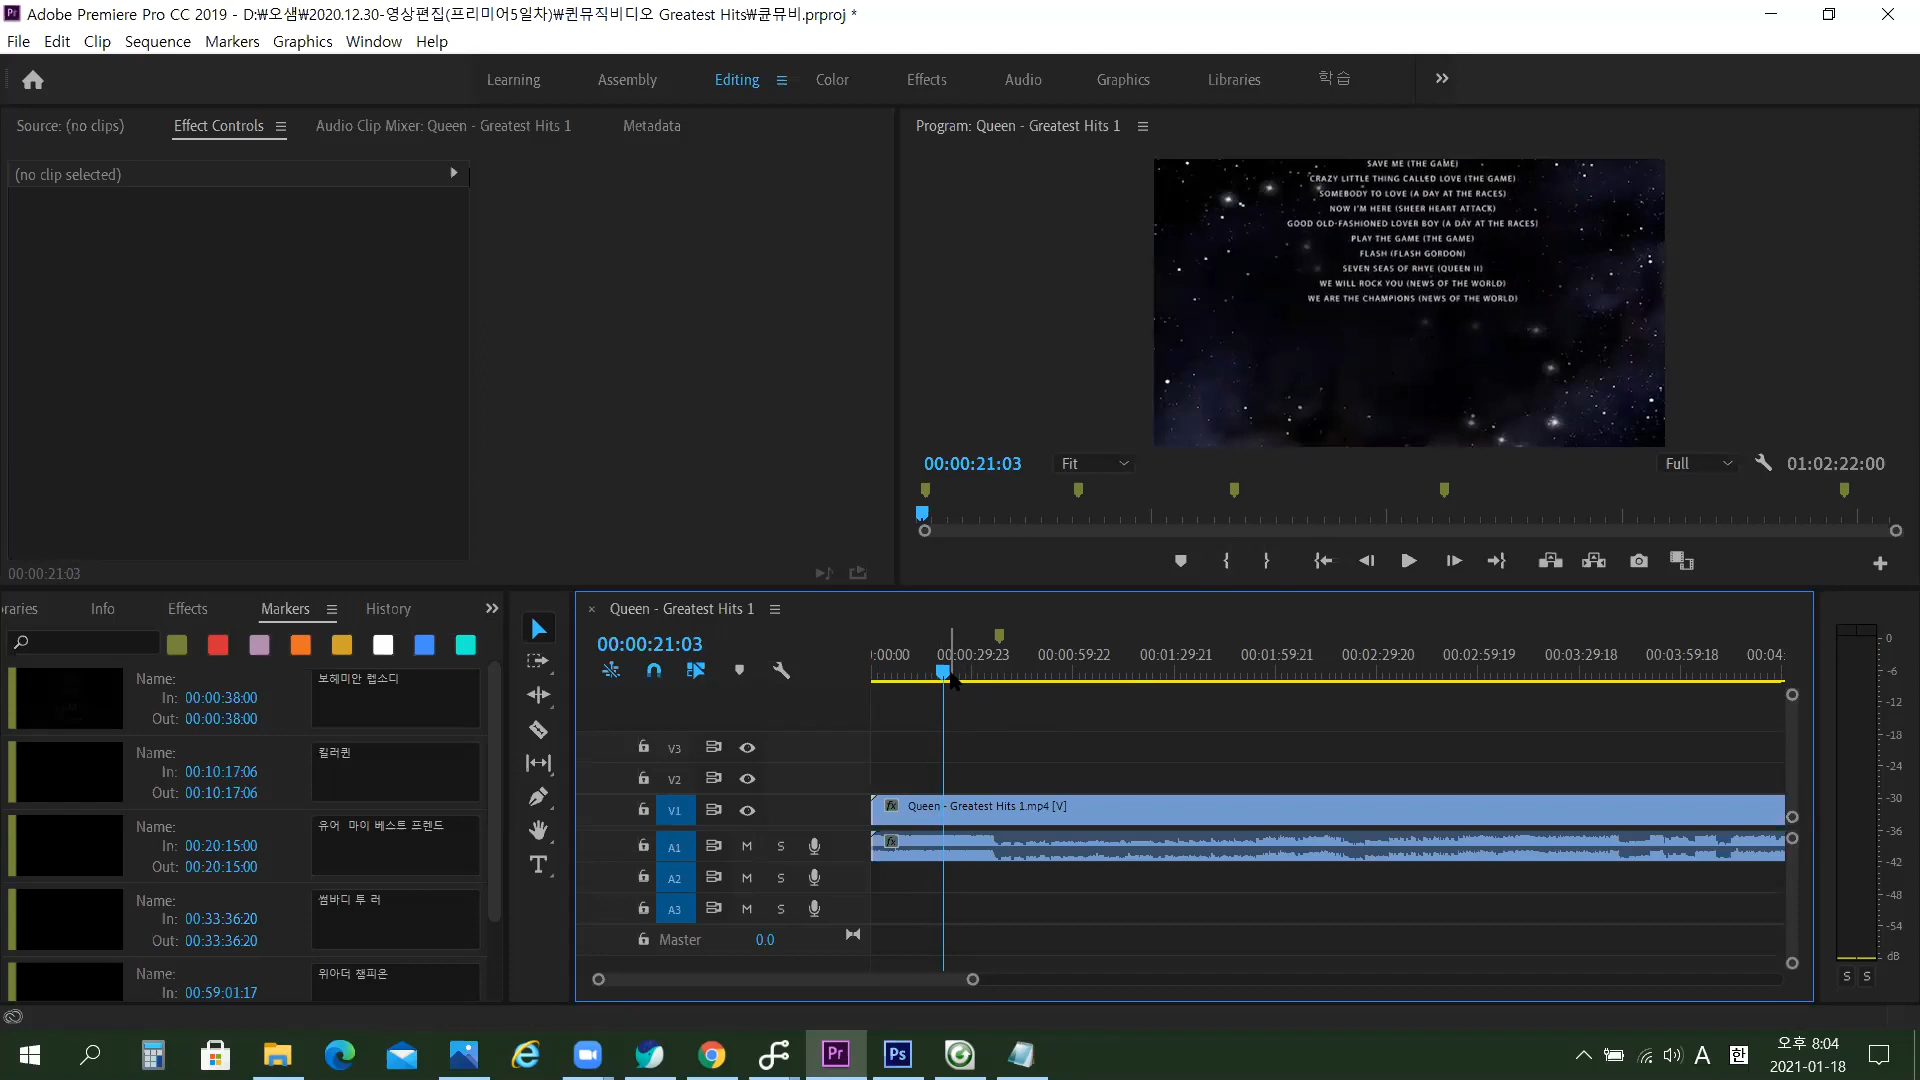 Adobe Premiere Pro CC 2019 - D:₩오샘₩2020.12.30-영상편집(프리미어5일차)₩퀸뮤직비디오 Greatest Hits₩큔뮤비.prproj *
File Edit Clip Sequence Markers Graphics Window Help
Learning Assembly Editing Color Effects Audio Graphics Libraries 학습
Source: (no clips) Effect Controls Audio Clip Mixer: Queen - Greatest Hits 1 Metadata
(no clip selected)
00:00:21:03
Program: Queen - Greatest Hits 1
SAVE ME (THE GAME)
CRAZY LITTLE THING CALLED LOVE (THE GAME)
SOMEBODY TO LOVE (A DAY AT THE RACES)
NOW I'M HERE (SHEER HEART ATTACK)
GOOD OLD-FASHIONED LOVER BOY (A DAY AT THE RACES)
PLAY THE GAME (THE GAME)
FLASH (FLASH GORDON)
SEVEN SEAS OF RHYE (QUEEN II)
WE WILL ROCK YOU (NEWS OF THE WORLD)
WE ARE THE CHAMPIONS (NEWS OF THE WORLD)
00:00:21:03 Fit Full 01:02:22:00
raries Info Effects Markers History
Name: 보헤미안 렙소디
In: 00:00:38:00
Out: 00:00:38:00
Name: 킬러퀸
In: 00:10:17:06
Out: 00:10:17:06
Name: 유어 마이 베스트 프렌드
In: 00:20:15:00
Out: 00:20:15:00
Name: 썸바디 투 러
In: 00:33:36:20
Out: 00:33:36:20
Name: 위아더 챔피온
In: 00:59:01:17
T
× Queen - Greatest Hits 1
00:00:21:03
:00:00 00:00:29:23 00:00:59:22 00:01:29:21 00:01:59:21 00:02:29:20 00:02:59:19 00:03:29:18 00:03:59:18 00:04:
V3
V2
V1 fx Queen - Greatest Hits 1.mp4 [V]
A1 M S fx
A2 M S
A3 M S
Master 0.0
0
-6
-12
-18
-24
-30
-36
-42
-48
-54
dB
S S
Pr Ps A 한
오후 8:04
2021-01-18